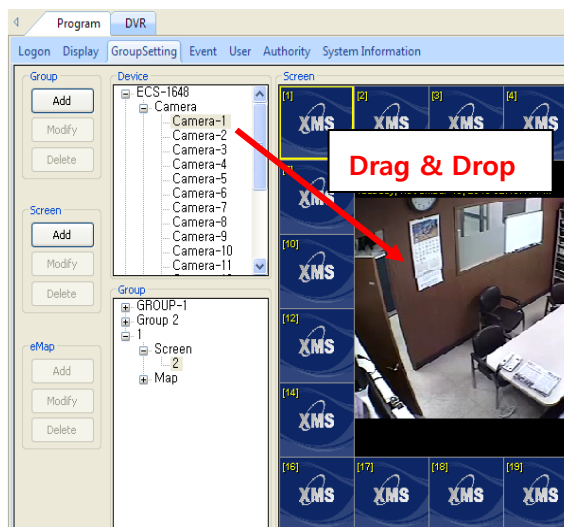 Program DVR
Logon Display GroupSetting Event User Authority System Information
Group
Add
Modify
Delete
Screen
Add
Modify
Delete
eMap
Add
Modify
Delete
Device
ECS-1648
Camera
Camera-1
Camera-2
Camera-3
Camera-4
Camera-5
Camera-6
Camera-7
Camera-8
Camera-9
Camera-10
Camera-11
Group
GROUP-1
Group 2
1
Screen
2
Map
Screen
[1] [2] [3] [4]
XMS XMS XMS XMS
Drag & Drop
XMS
[10]
XMS
[12]
XMS
[14]
XMS
[16] [17] [18] [19]
XMS XMS XMS XMS